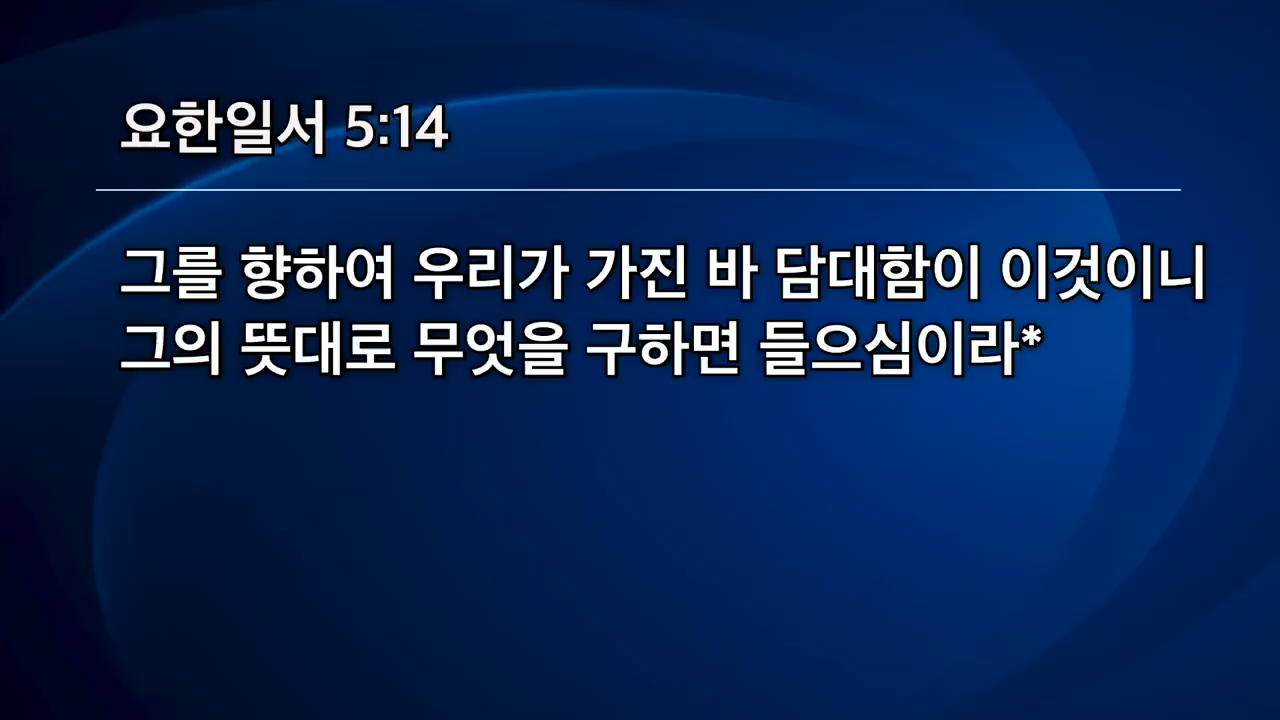 요한일서 5:14
그를 향하여 우리가 가진 바 담대함이 이것이니
그의 뜻대로 무엇을 구하면 들으심이라*